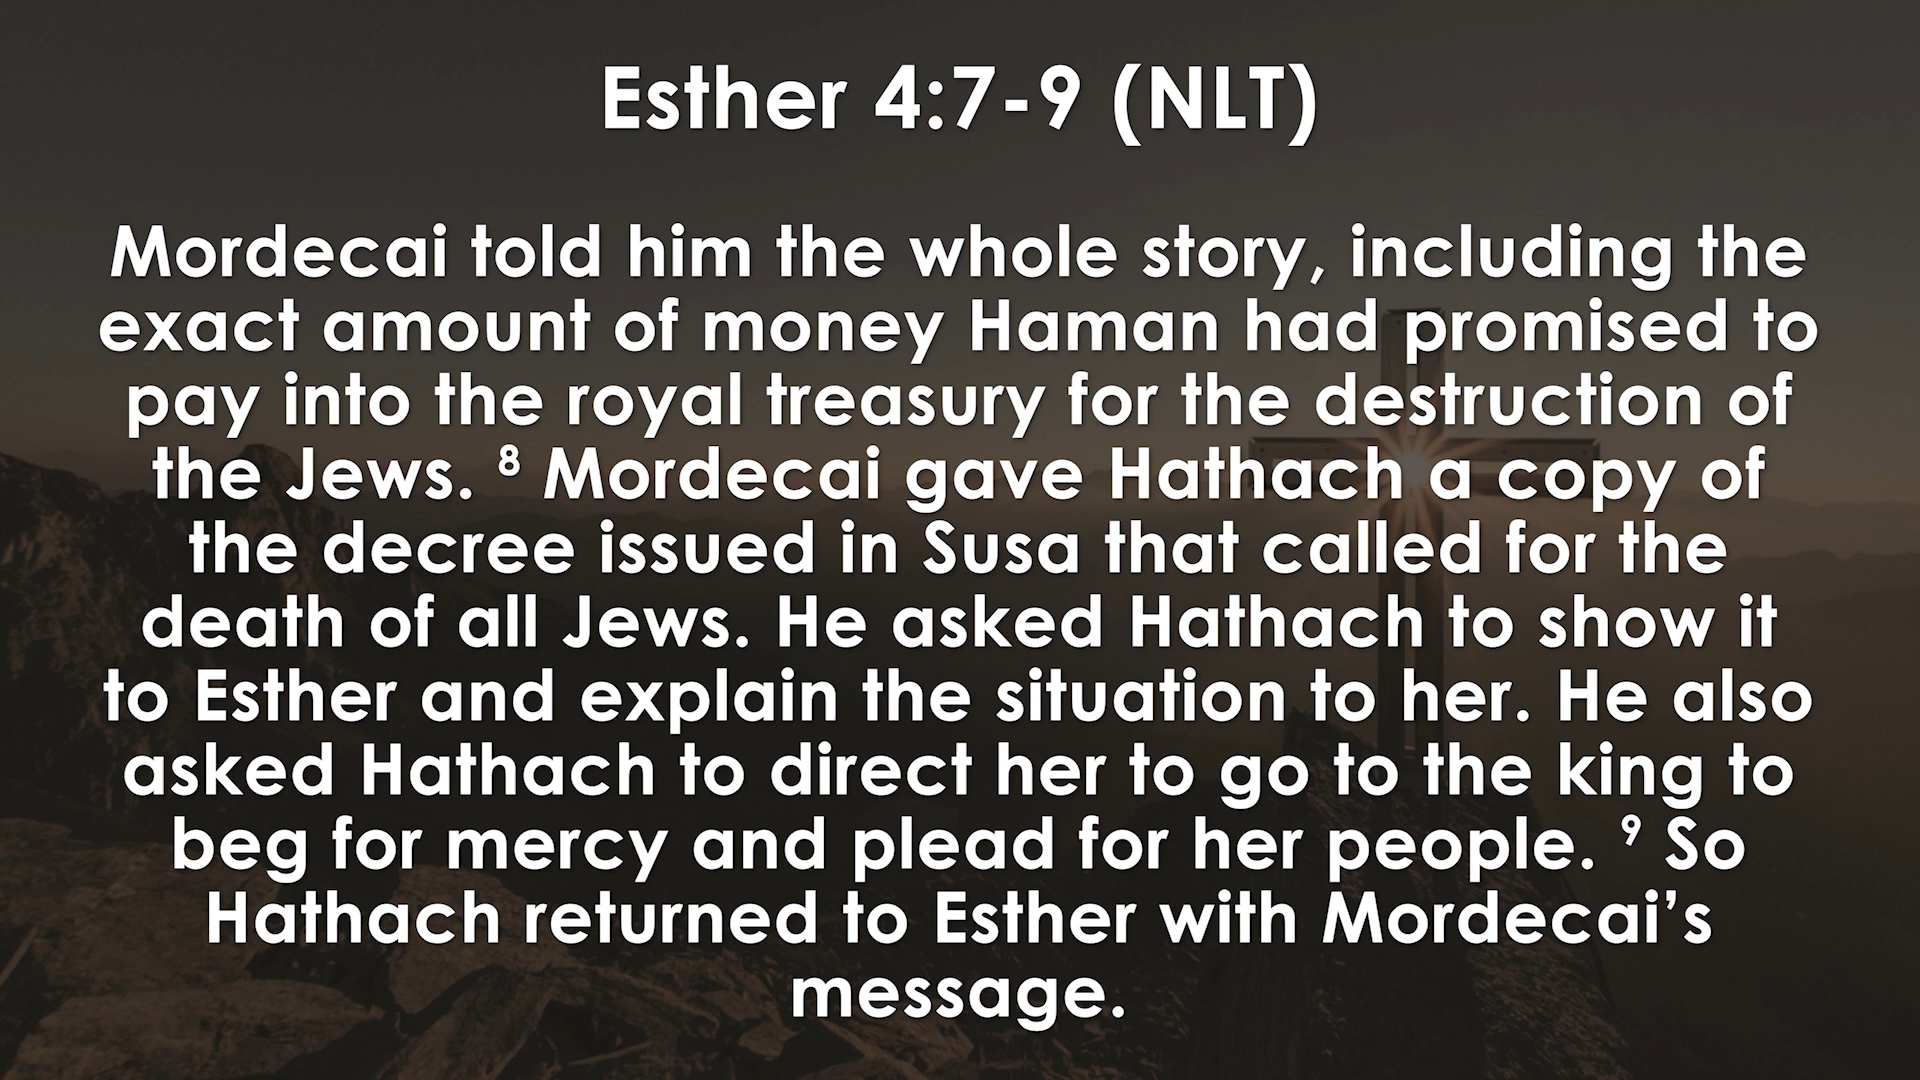 Esther 4:7-9 (NLT)
Mordecai told him the whole story, including the
exact amount of money Haman had promised to
pay into the royal treasury for the destruction of
the Jews. ⁸ Mordecai gave Hathach a copy of
the decree issued in Susa that called for the
death of all Jews. He asked Hathach to show it
to Esther and explain the situation to her. He also
asked Hathach to direct her to go to the king to
beg for mercy and plead for her people. ⁹ So
Hathach returned to Esther with Mordecai’s
message.